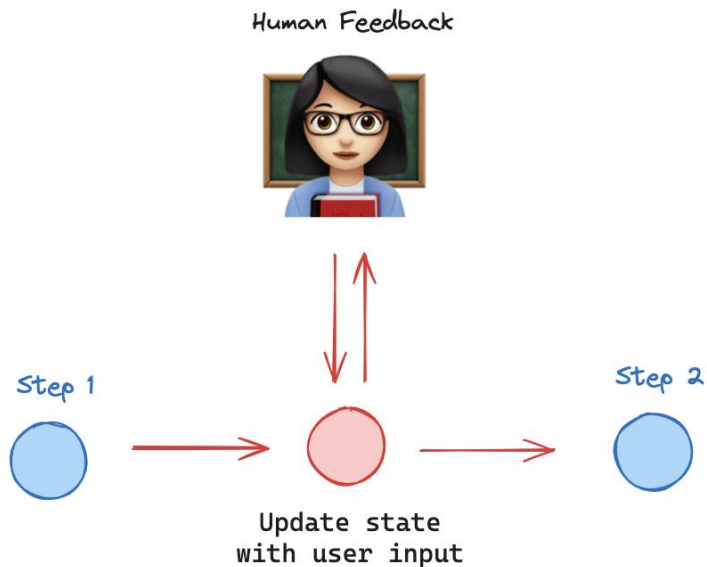 Human Feedback
Step 1
Step 2
Update state
with user input